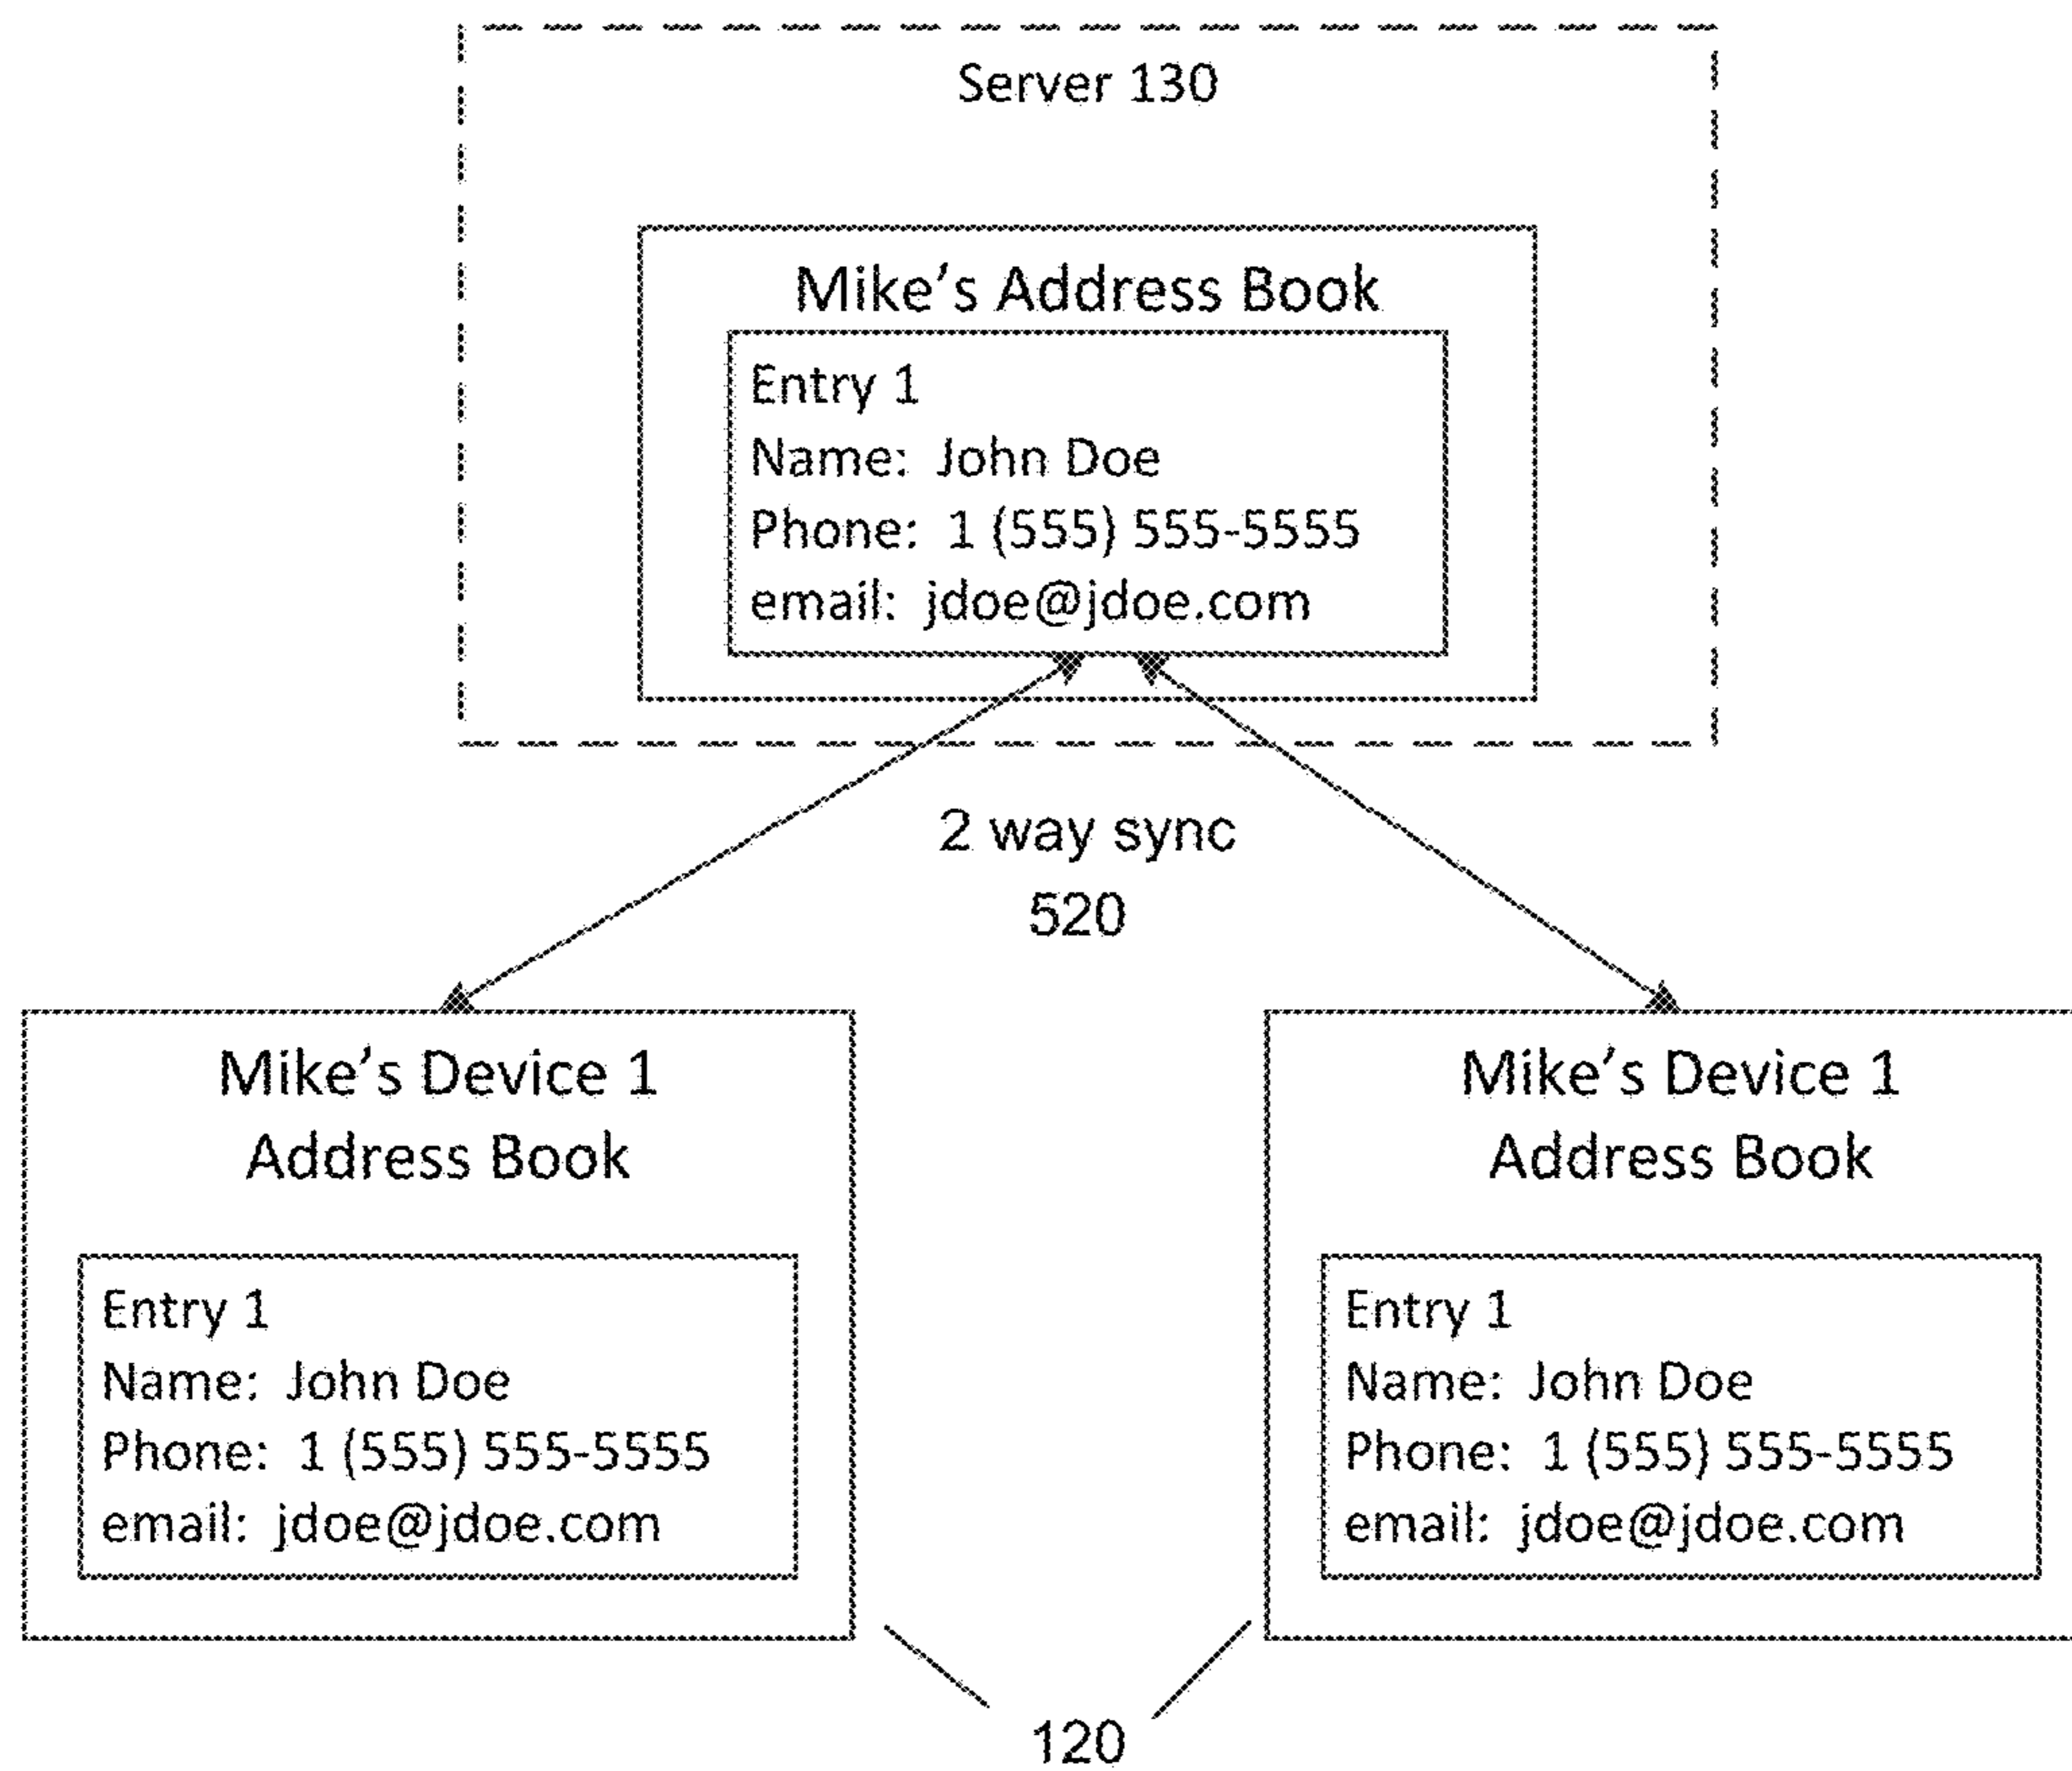 Server 130
Mike's Address Book
Entry 1
Name: John Doe
Phone: 1 (555) 555-5555
email: jdoe@jdoe.com
2 way sync
520
Mike's Device 1
Address Book
Entry 1
Name: John Doe
Phone: 1 (555) 555-5555
email: jdoe@jdoe.com
Mike's Device 1
Address Book
Entry 1
Name: John Doe
Phone: 1 (555) 555-5555
email: jdoe@jdoe.com
120